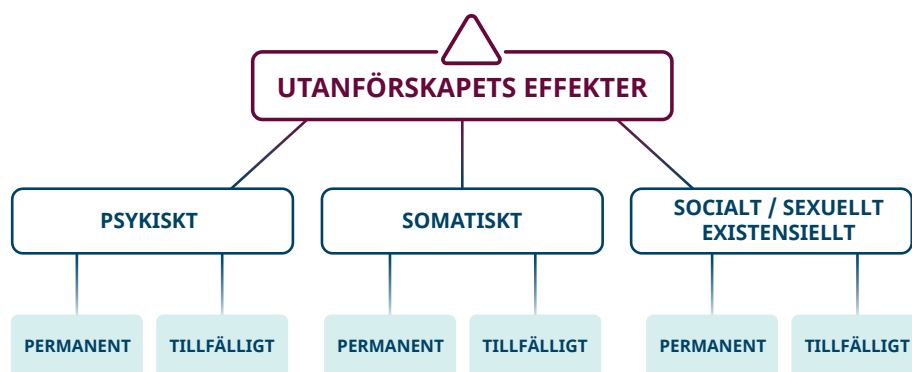 UTANFÖRSKAPETS EFFEKTER
PSYKISKT
SOMATISKT
SOCIALT / SEXUELLT
EXISTENSIELLT
PERMANENT
TILLFÄLLIGT
PERMANENT
TILLFÄLLIGT
PERMANENT
TILLFÄLLIGT